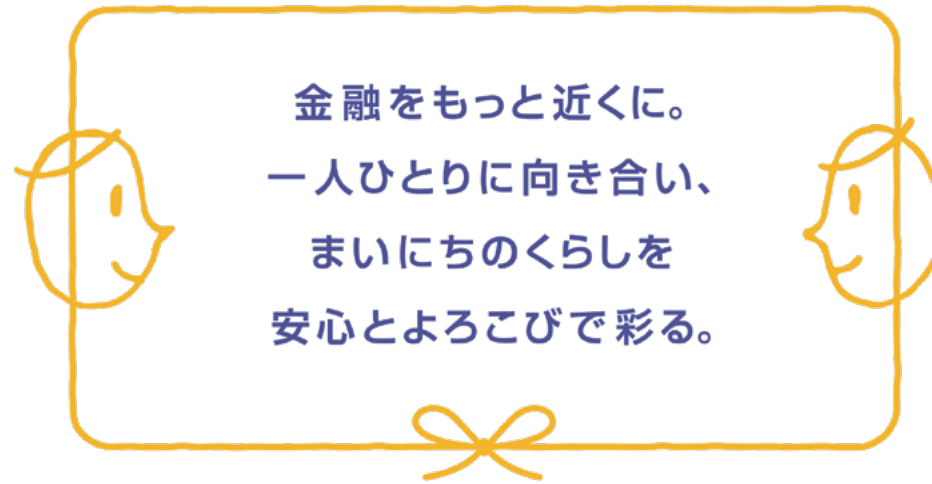 金融をもっと近くに。
一人ひとりに向き合い、
まいにちのくらしを
安心とよろこびで彩る。